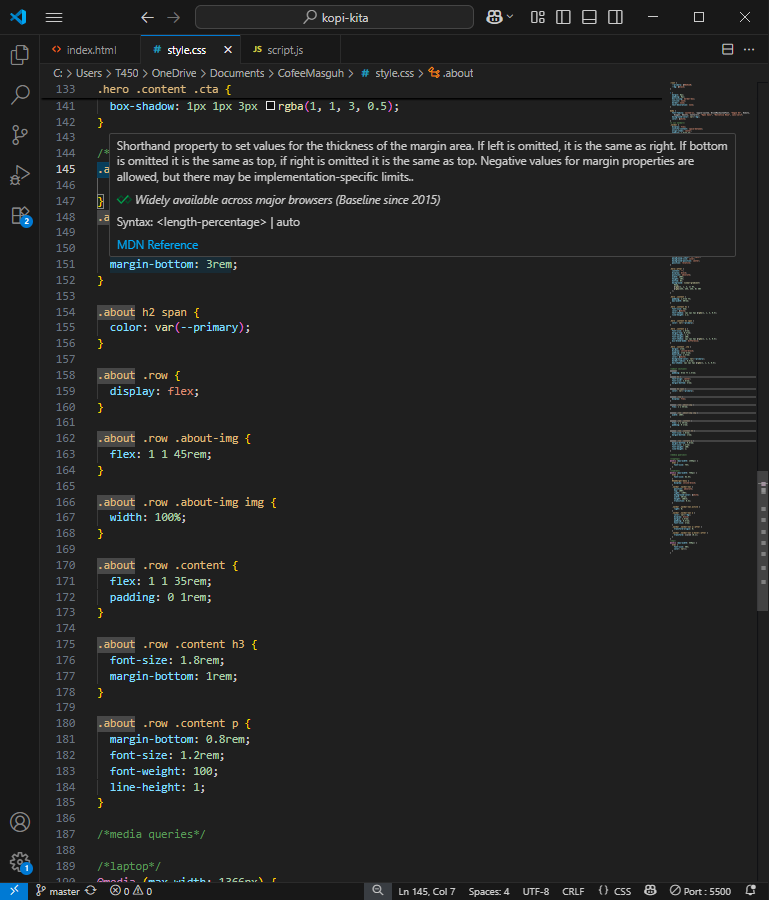 kopi-kita
index.html
style.css
script.js
C: > Users > T450 > OneDrive > Documents > CofeeMasguh > # style.css > .about
133 .hero .content .cta {
141 box-shadow: 1px 1px 3px rgba(1, 1, 3, 0.5);
142 }
143
144 /*
145 .a
146
147 }
148 .a
149
150
Shorthand property to set values for the thickness of the margin area. If left is omitted, it is the same as right. If bottom
is omitted it is the same as top, if right is omitted it is the same as top. Negative values for margin properties are
allowed, but there may be implementation-specific limits..
Widely available across major browsers (Baseline since 2015)
Syntax: <length-percentage> | auto
MDN Reference
151 margin-bottom: 3rem;
152 }
153
154 .about h2 span {
155 color: var(--primary);
156 }
157
158 .about .row {
159 display: flex;
160 }
161
162 .about .row .about-img {
163 flex: 1 1 45rem;
164 }
165
166 .about .row .about-img img {
167 width: 100%;
168 }
169
170 .about .row .content {
171 flex: 1 1 35rem;
172 padding: 0 1rem;
173 }
174
175 .about .row .content h3 {
176 font-size: 1.8rem;
177 margin-bottom: 1rem;
178 }
179
180 .about .row .content p {
181 margin-bottom: 0.8rem;
182 font-size: 1.2rem;
183 font-weight: 100;
184 line-height: 1;
185 }
186
187 /*media queries*/
188
189 /*laptop*/
190 @media (max-width: 1366px) {
2
1
master 0 0 Ln 145, Col 7 Spaces: 4 UTF-8 CRLF {} CSS Port : 5500